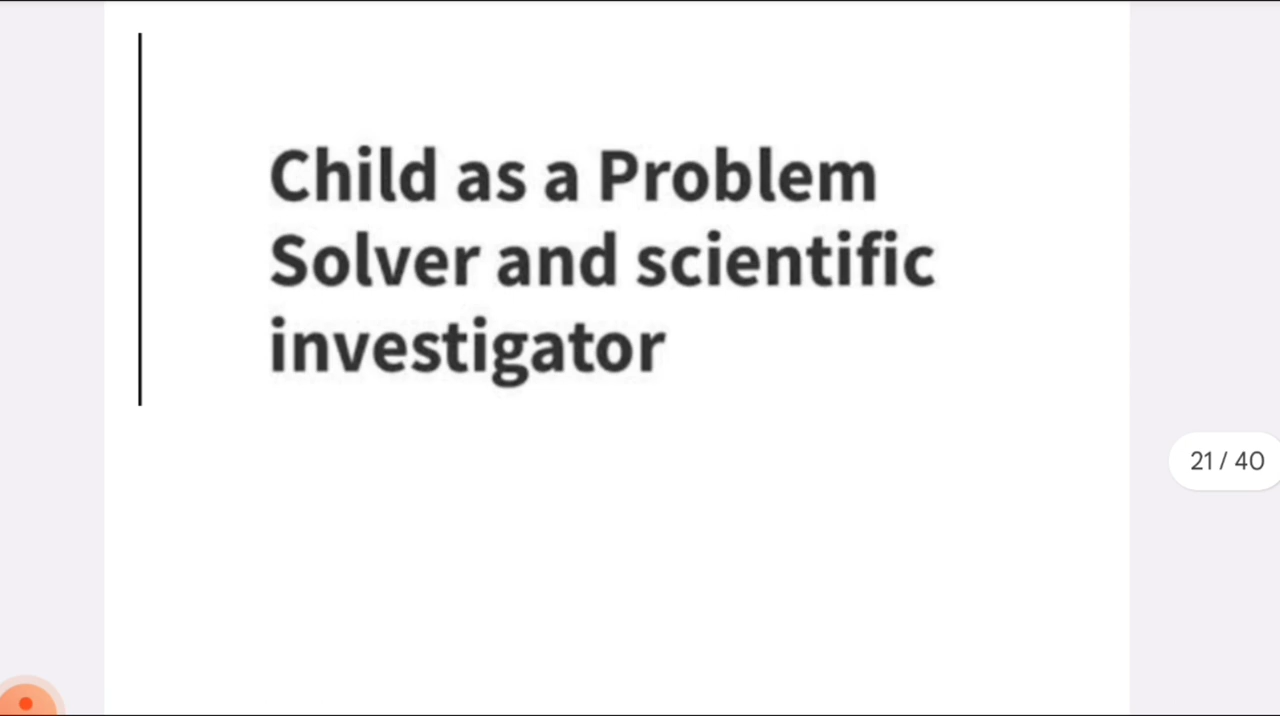 Child as a Problem
Solver and scientific
investigator
21 / 40